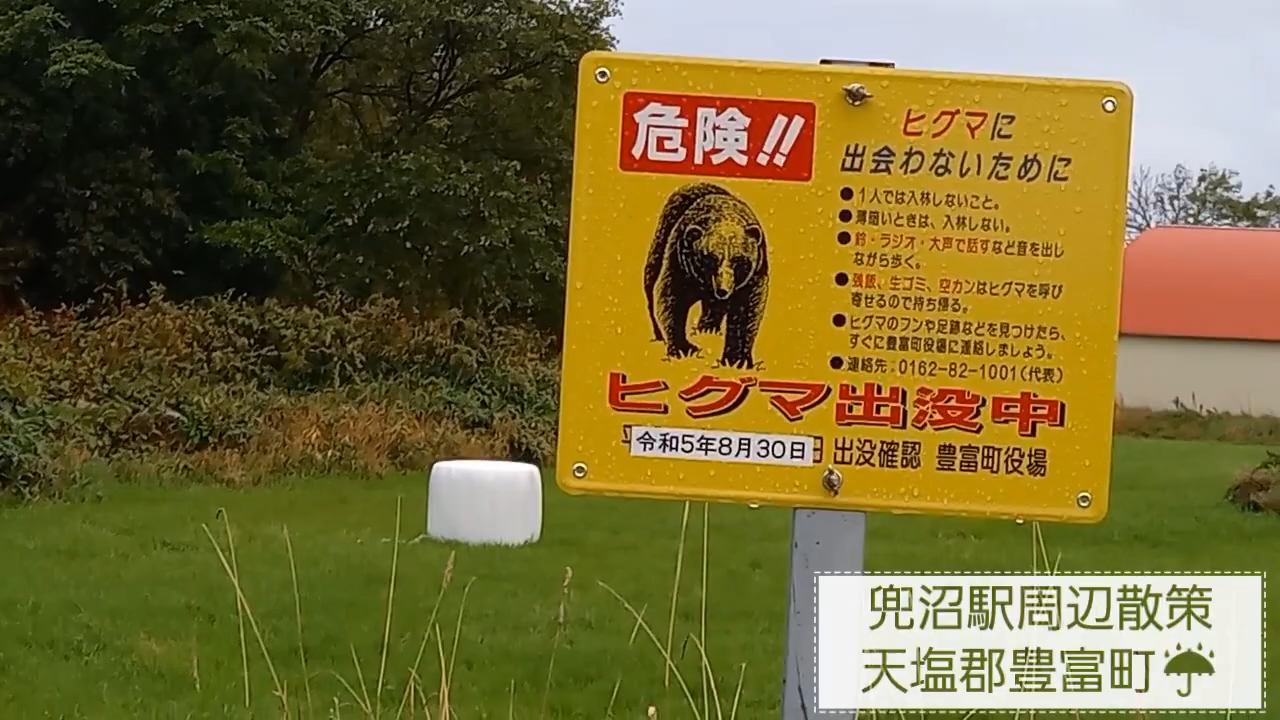 危険!!
ヒグマに
出会わないために
●1人では入林しないこと。
●薄暗いときは、入林しない。
●鈴・ラジオ・大声で話すなど音を出し
ながら歩く。
●残飯、生ゴミ、空カンはヒグマを呼び
寄せるので持ち帰る。
●ヒグマのフンや足跡などを見つけたら、
すぐに豊富町役場に連絡しましょう。
●連絡先:0162-82-1001(代表)
ヒグマ出没中
令和5年8月30日 出没確認 豊富町役場
兜沼駅周辺散策
天塩郡豊富町☔